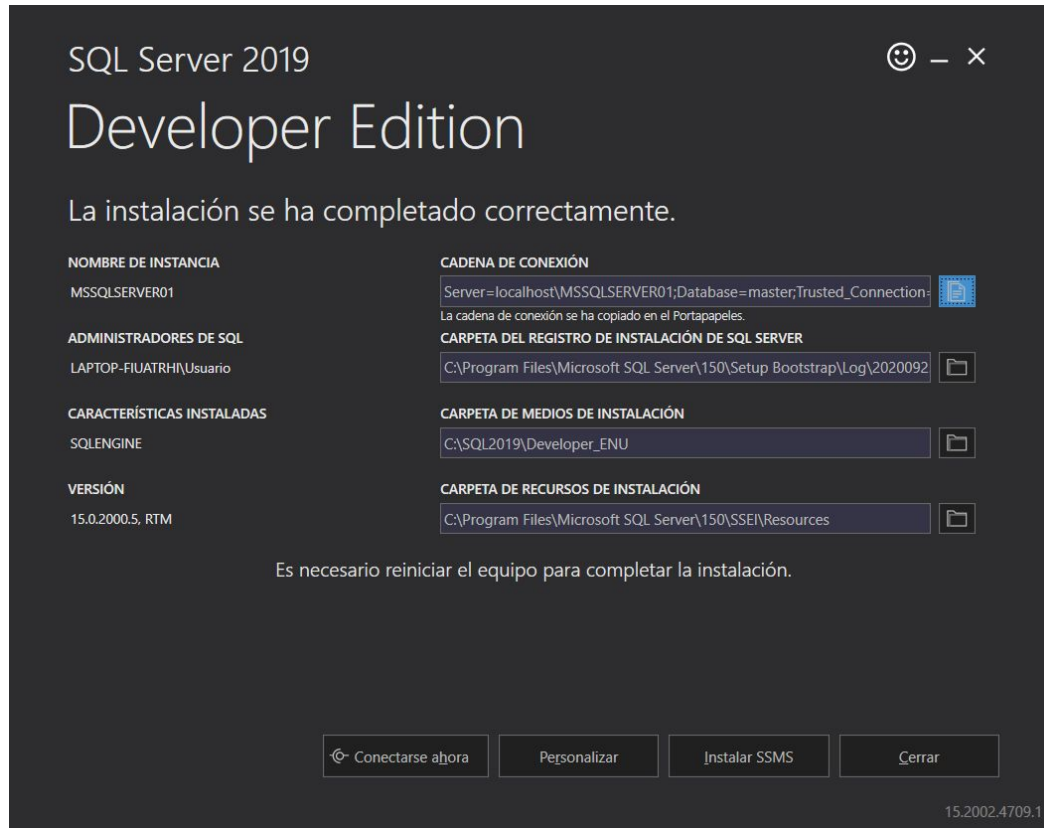 SQL Server 2019
Developer Edition
La instalación se ha completado correctamente.
NOMBRE DE INSTANCIA
MSSQLSERVER01
CADENA DE CONEXIÓN
Server=localhost\MSSQLSERVER01;Database=master;Trusted_Connection=
La cadena de conexión se ha copiado en el Portapapeles.
ADMINISTRADORES DE SQL
LAPTOP-FIUATRHI\Usuario
CARPETA DEL REGISTRO DE INSTALACIÓN DE SQL SERVER
C:\Program Files\Microsoft SQL Server\150\Setup Bootstrap\Log\2020092
CARACTERÍSTICAS INSTALADAS
SQLENGINE
CARPETA DE MEDIOS DE INSTALACIÓN
C:\SQL2019\Developer_ENU
VERSIÓN
15.0.2000.5, RTM
CARPETA DE RECURSOS DE INSTALACIÓN
C:\Program Files\Microsoft SQL Server\150\SSEI\Resources
Es necesario reiniciar el equipo para completar la instalación.
Conectarse ahora
Personalizar
Instalar SSMS
Cerrar
15.2002.4709.1